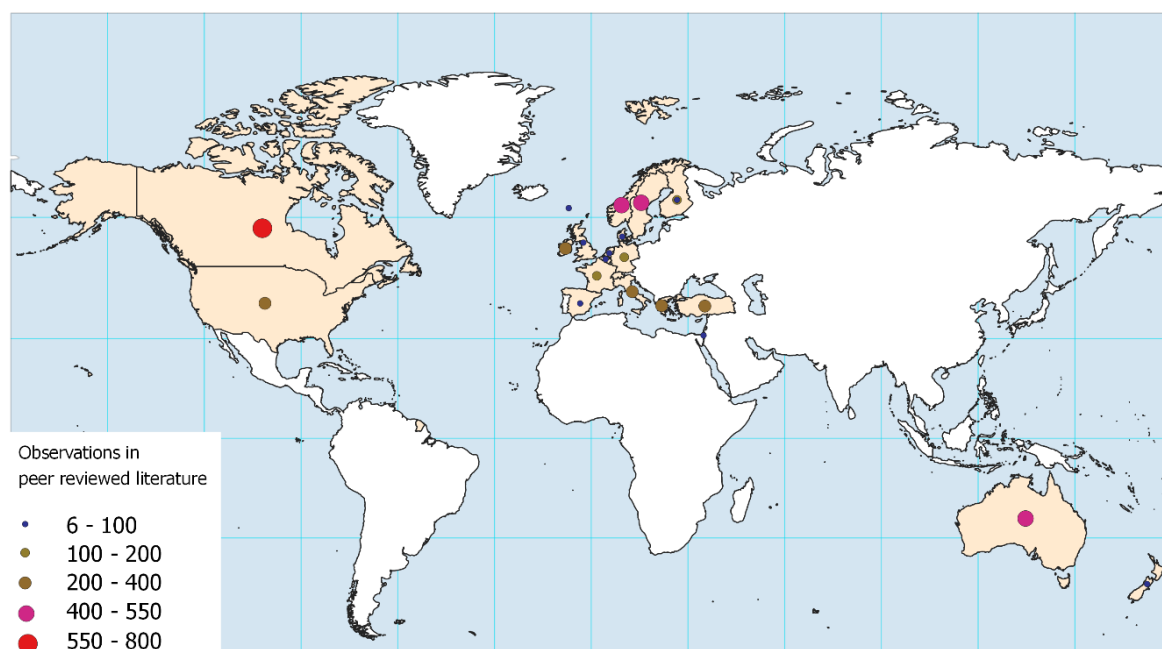 Observations in
peer reviewed literature
6 - 100
100 - 200
200 - 400
400 - 550
550 - 800